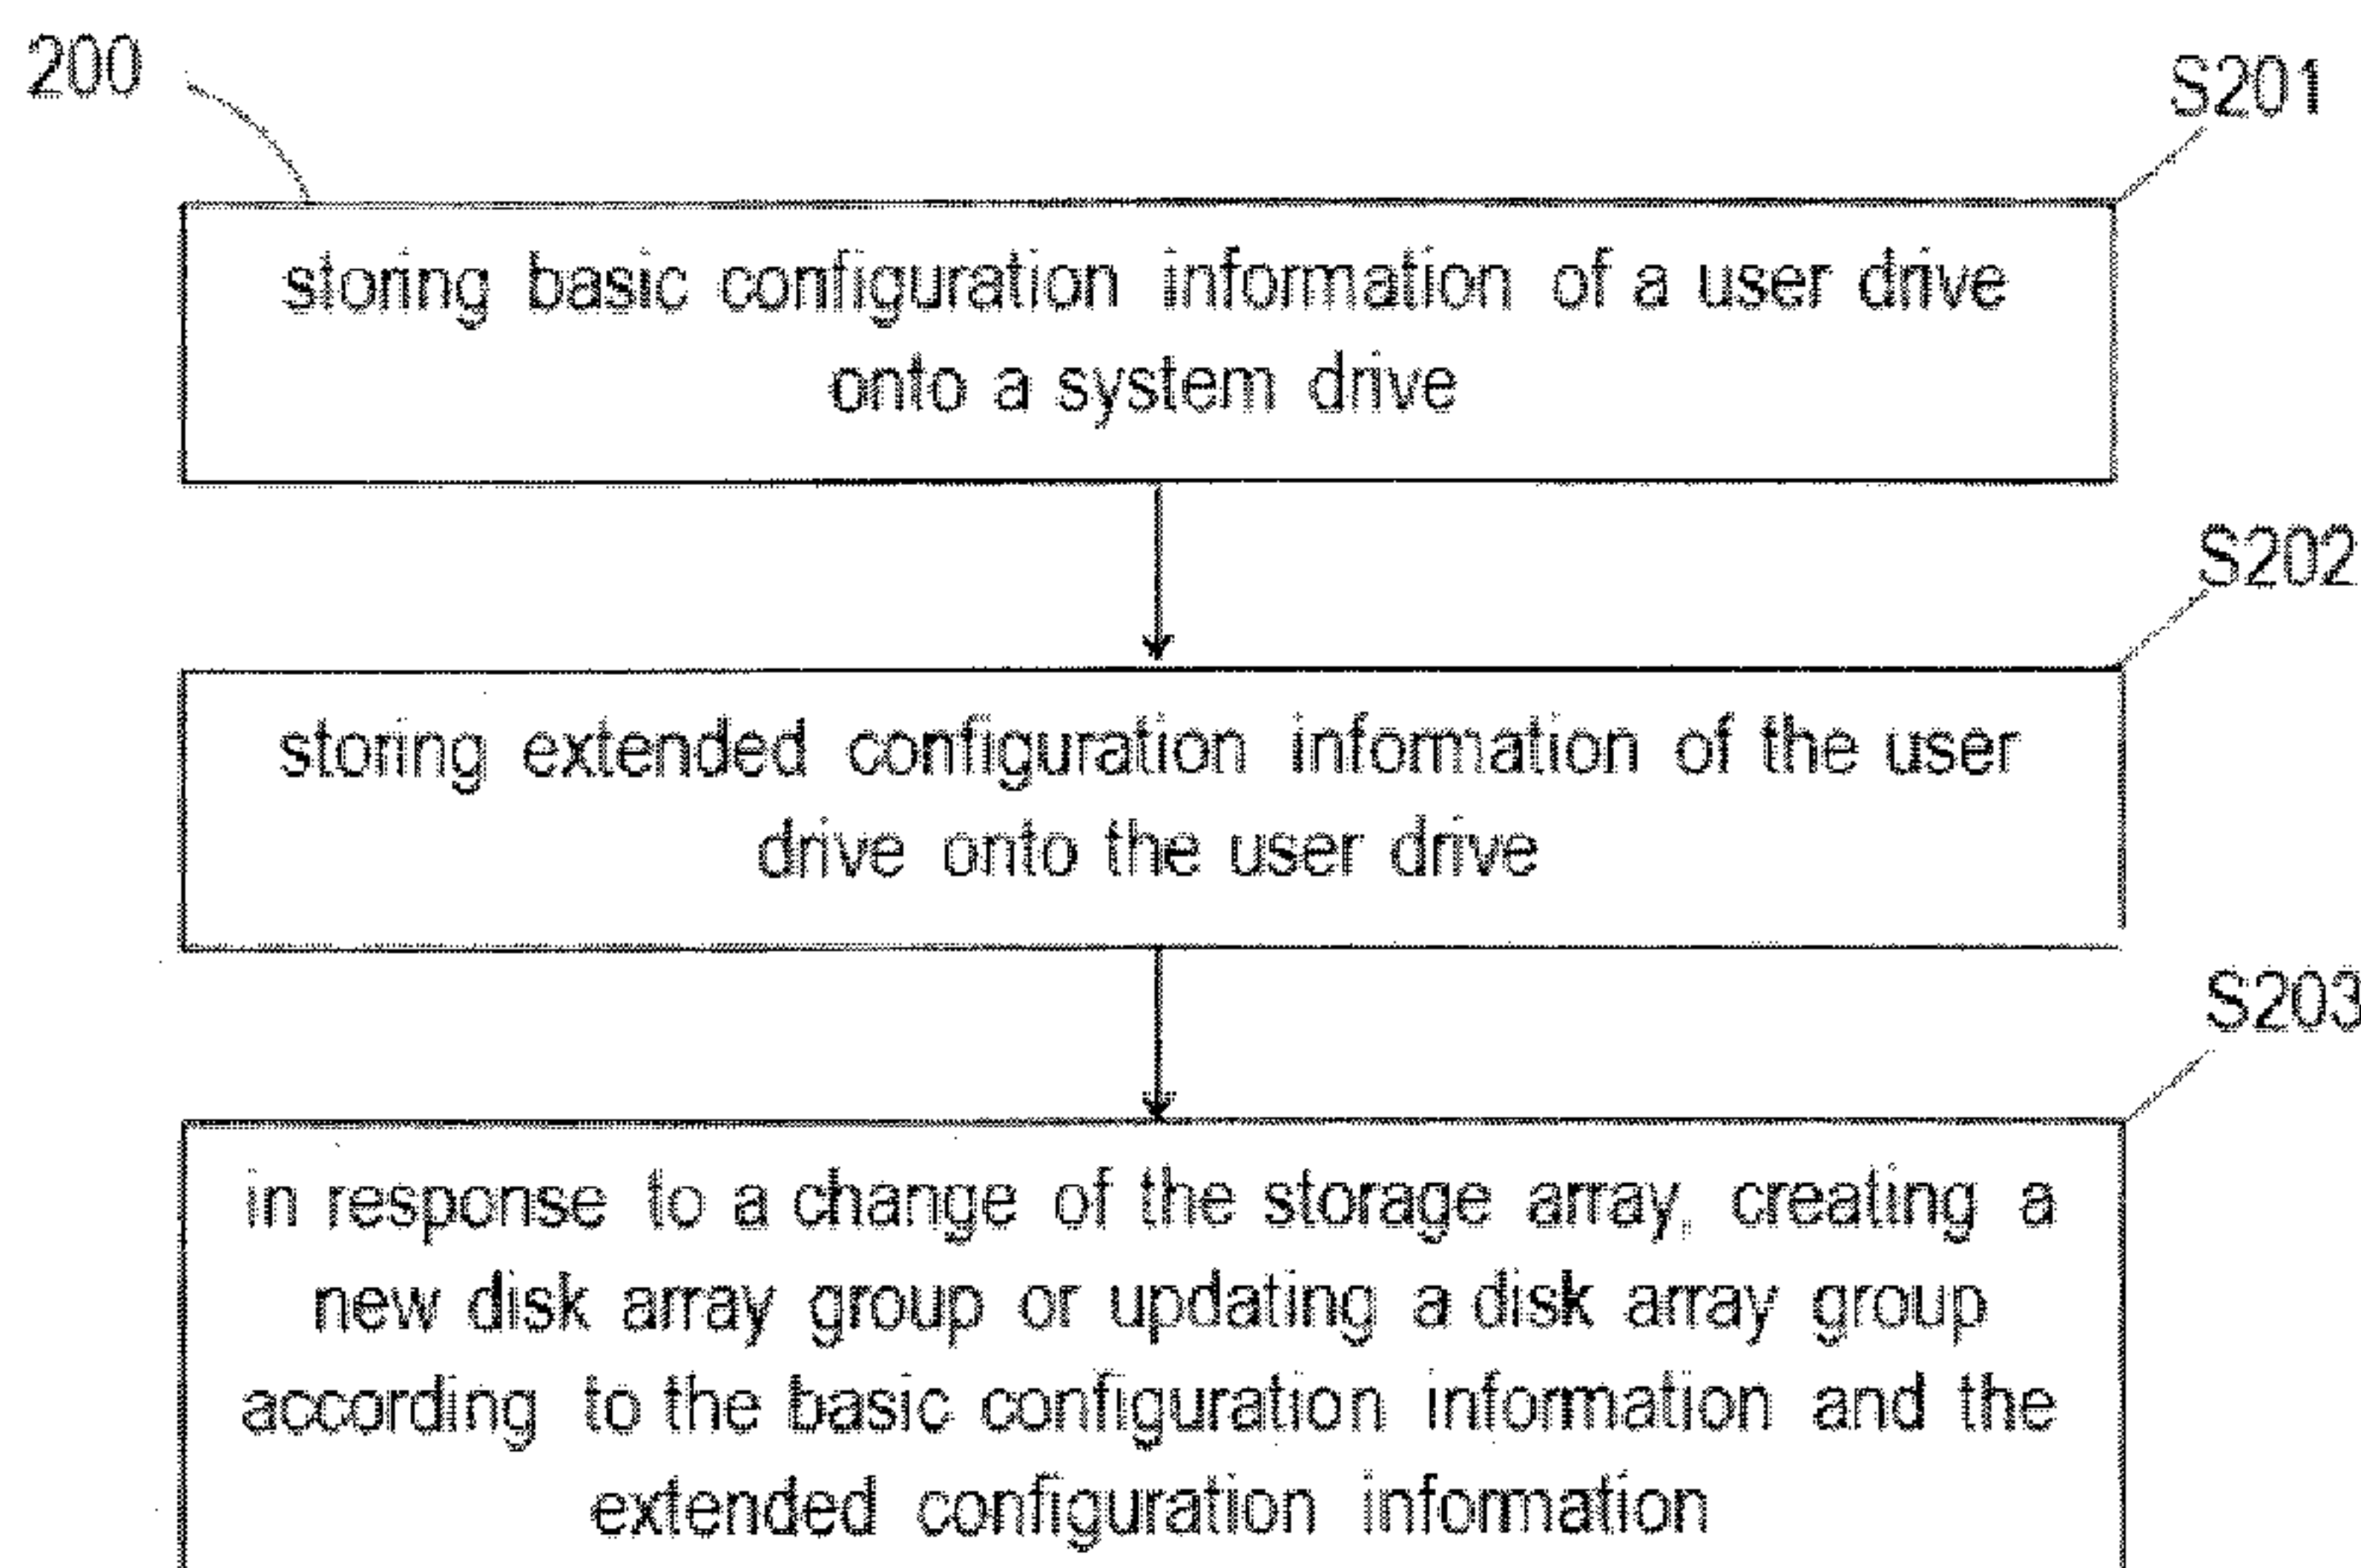 200
S201
storing basic configuration information of a user drive
onto a system drive
S202
storing extended configuration information of the user
drive onto the user drive
S203
in response to a change of the storage array, creating a
new disk array group or updating a disk array group
according to the basic configuration information and the
extended configuration information